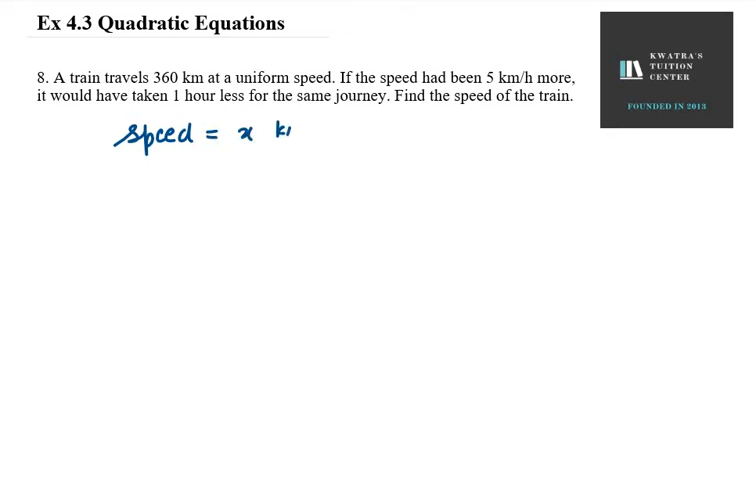 Ex 4.3 Quadratic Equations
KWATRA'S
TUITION
CENTER
FOUNDED IN 2013
8. A train travels 360 km at a uniform speed. If the speed had been 5 km/h more,
it would have taken 1 hour less for the same journey. Find the speed of the train.
speed = x k